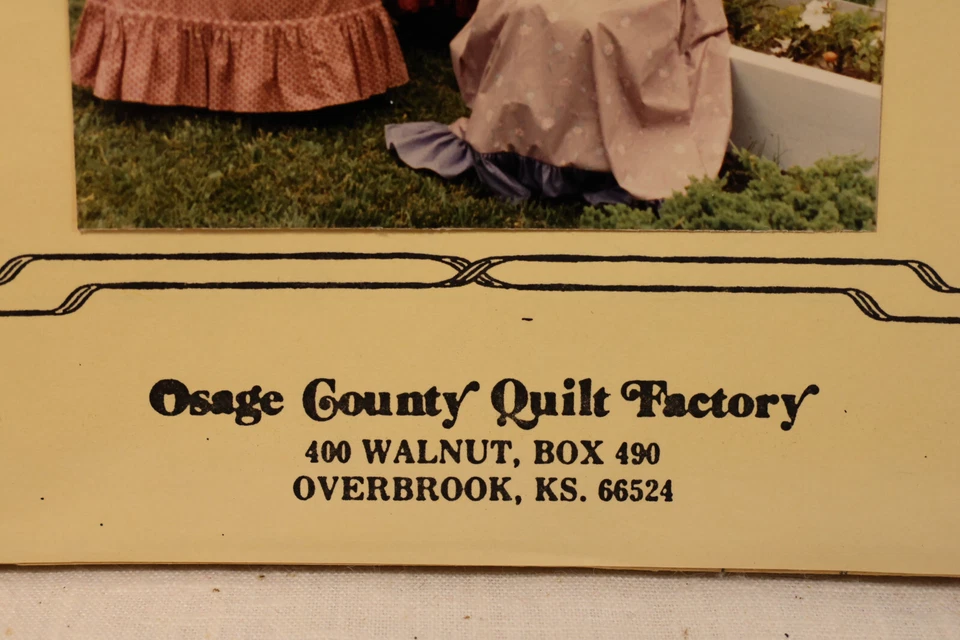 Osage County Quilt Factory
400 WALNUT, BOX 490
OVERBROOK, KS. 66524